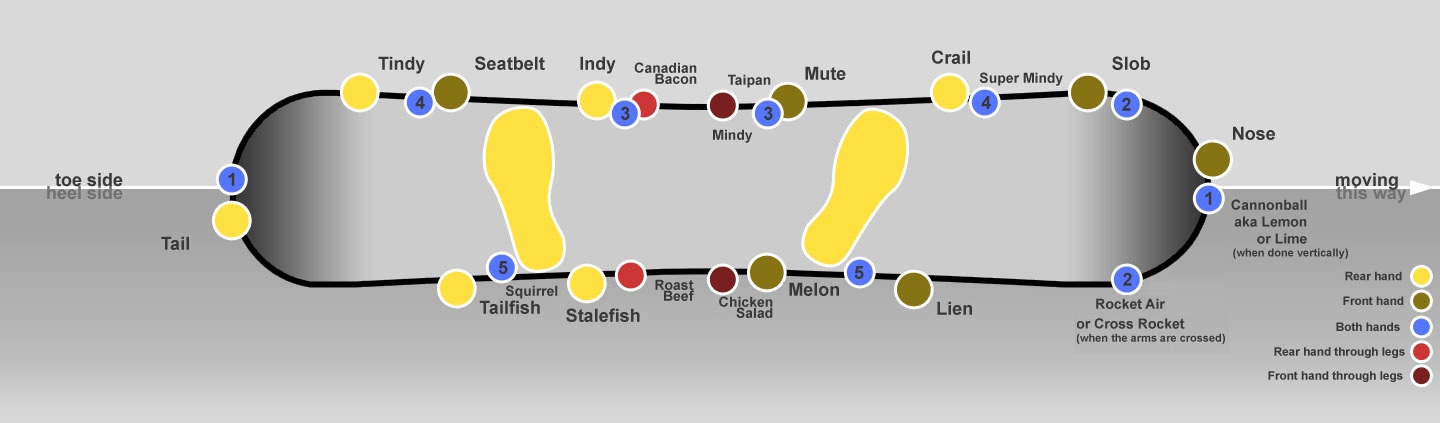 Tindy
Seatbelt
Indy
Canadian
Bacon
Taipan
Mute
Crail
Super Mindy
Slob
4
3
3
4
2
Mindy
Nose
toe side
heel side
1
moving
this way
1
Cannonball
aka Lemon
or Lime
(when done vertically)
Tail
5
Squirrel
Tailfish
Stalefish
Roast
Beef
Chicken
Salad
Melon
5
Lien
2
Rocket Air
or Cross Rocket
(when the arms are crossed)
Rear hand
Front hand
Both hands
Rear hand through legs
Front hand through legs